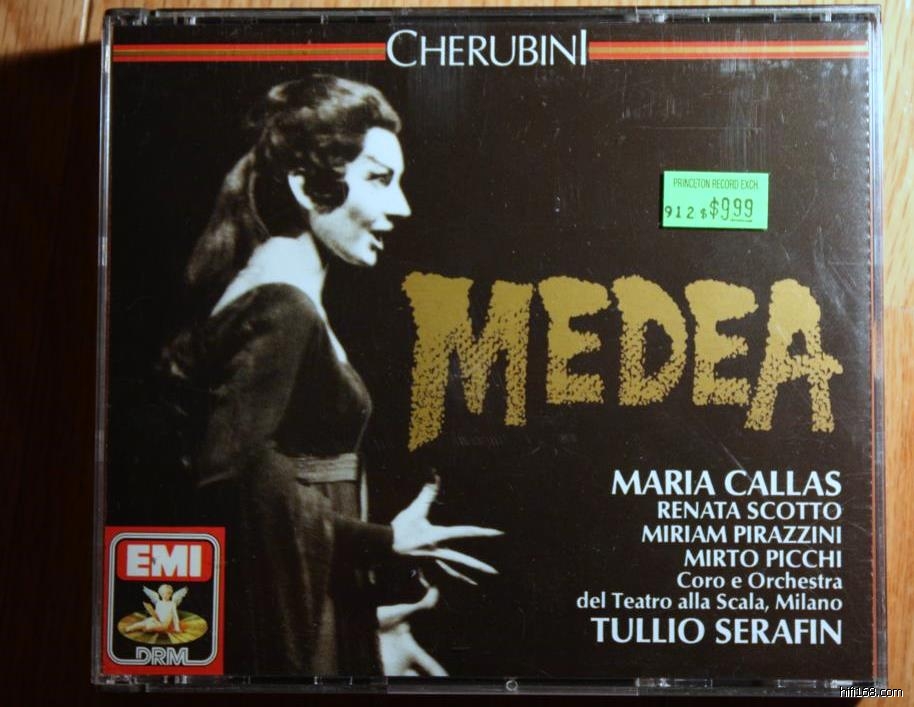 CHERUBINI
PRINCETON RECORD EXCH
912 $ $9.99
MEDEA
MARIA CALLAS
RENATA SCOTTO
MIRIAM PIRAZZINI
MIRTO PICCHI
Coro e Orchestra
del Teatro alla Scala, Milano
TULLIO SERAFIN
EMI
DRM
hifi168.com